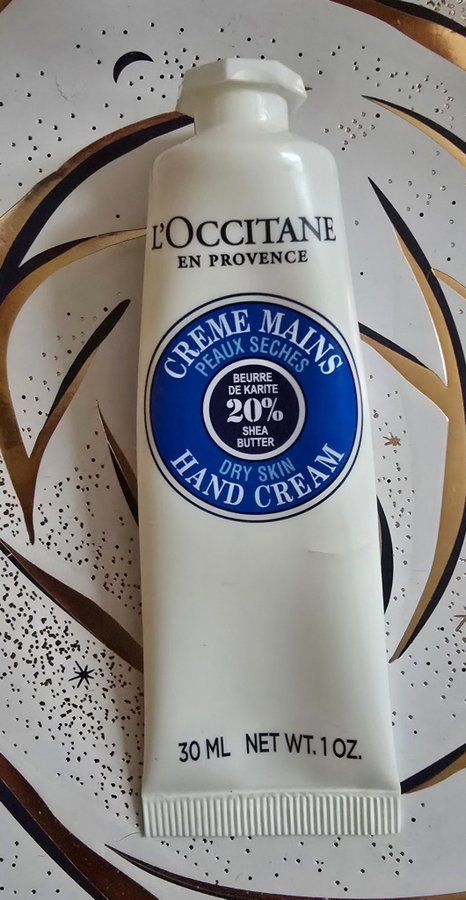 L'OCCITANE
EN PROVENCE
CREME MAINS
PEAUX SECHES
BEURRE
DE KARITE
20%
SHEA
BUTTER
DRY SKIN
HAND CREAM
30 ML NET WT. 1 OZ.